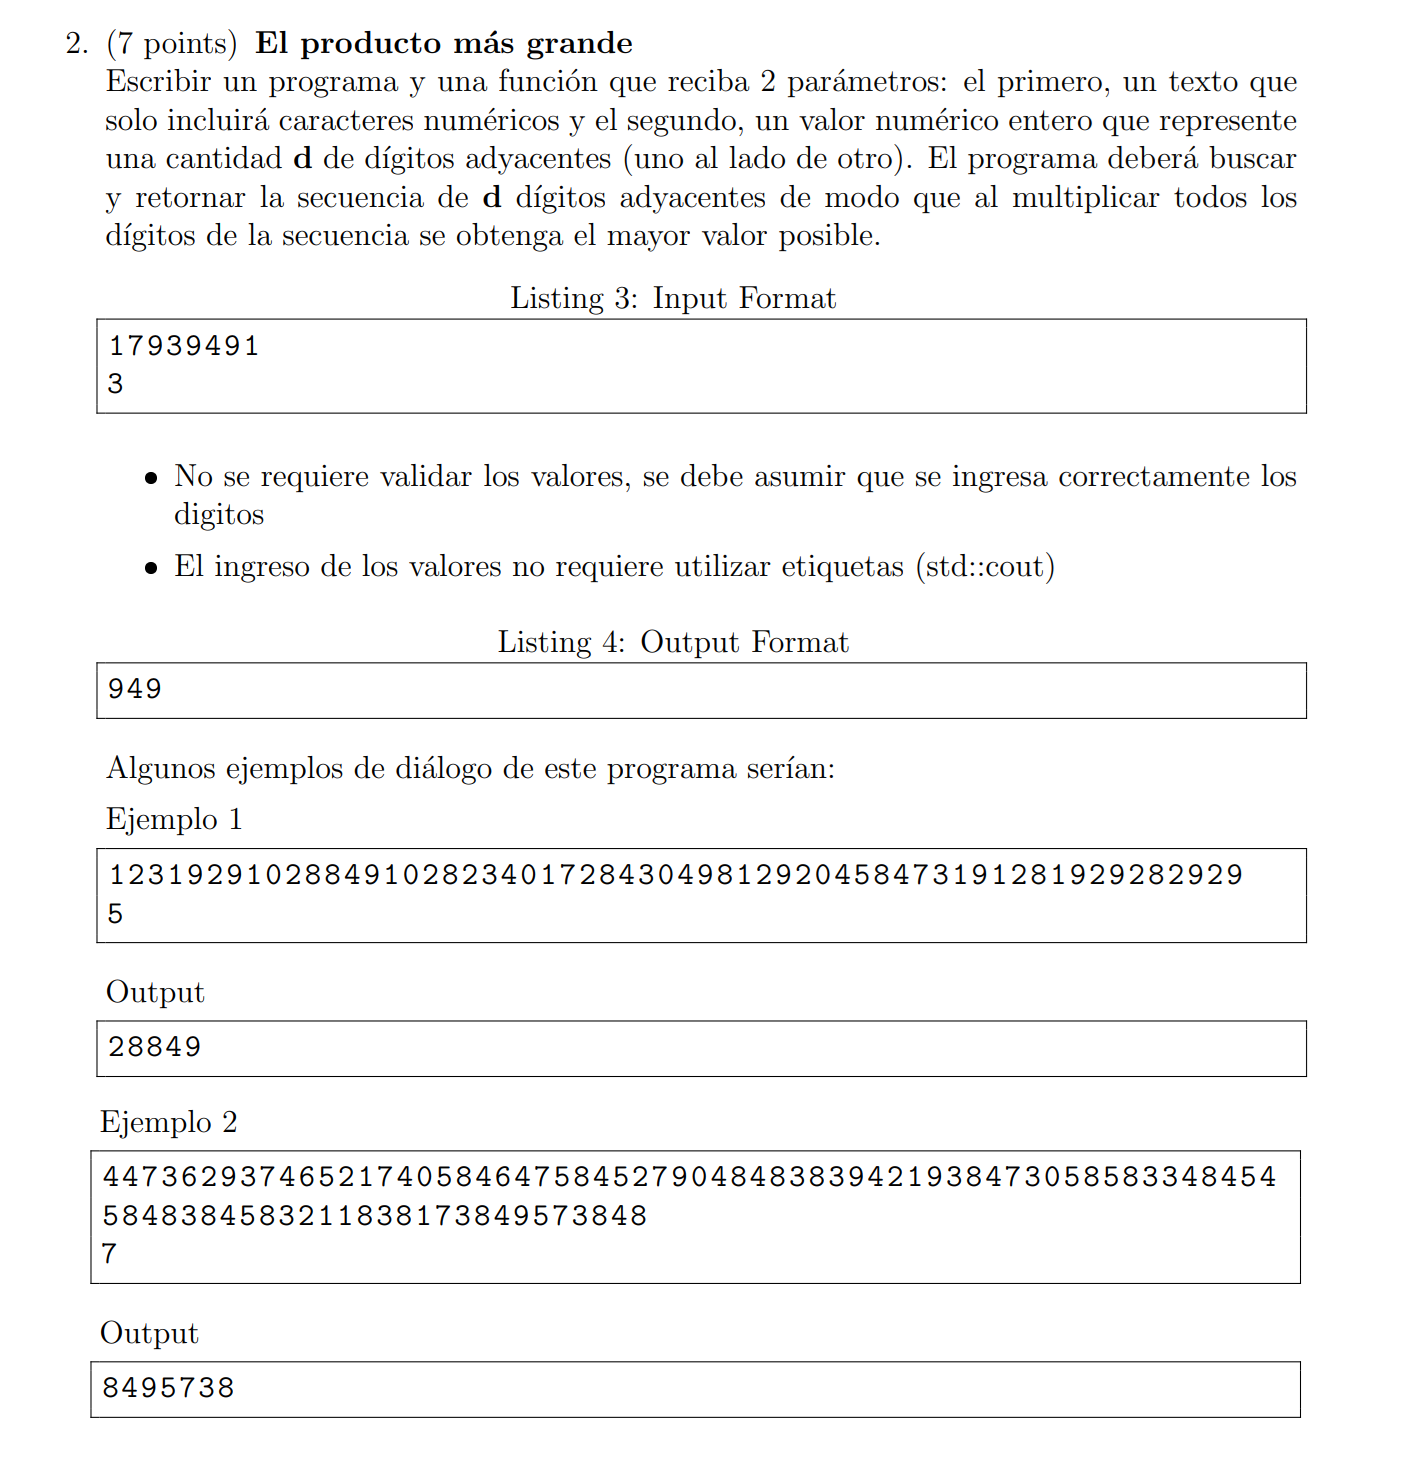 2. (7 points) El producto más grande
Escribir un programa y una función que reciba 2 parámetros: el primero, un texto que
solo incluirá caracteres numéricos y el segundo, un valor numérico entero que represente
una cantidad d de dígitos adyacentes (uno al lado de otro). El programa deberá buscar
y retornar la secuencia de d dígitos adyacentes de modo que al multiplicar todos los
dígitos de la secuencia se obtenga el mayor valor posible.
Listing 3: Input Format
17939491
3
• No se requiere validar los valores, se debe asumir que se ingresa correctamente los
digitos
• El ingreso de los valores no requiere utilizar etiquetas (std::cout)
Listing 4: Output Format
949
Algunos ejemplos de diálogo de este programa serían:
Ejemplo 1
1231929102884910282340172843049812920458473191281929282929
5
Output
28849
Ejemplo 2
447362937465217405846475845279048483839421938473058583348454
5848384583211838173849573848
7
Output
8495738